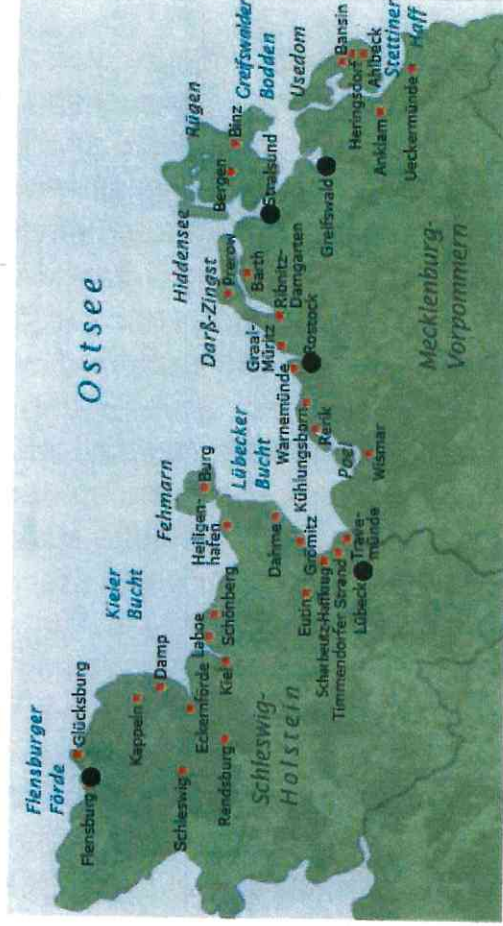 Flensburger
Förde
Glücksburg
Flensburg
Kieler
Bucht
Kappeln
Damp
Schleswig
Eckernförde
Laboe
Schönberg
Kiel
Rendsburg
Schleswig-
Holstein
Fehmarn
Burg
Heiligen-
hafen
Lübecker
Bucht
Dahme
Grömitz
Eutin
Scharbeutz-Haffkrug
Timmendorfer Strand
Trave-
münde
Lübeck
Ostsee
Poel
Wismar
Rerik
Kühlungsborn
Warnemünde
Rostock
Graal-
Müritz
Ribnitz-
Damgarten
Darß-Zingst
Prerow
Barth
Hiddensee
Rügen
Bergen
Binz
Stralsund
Greifswalder
Bodden
Greifswald
Usedom
Bansin
Heringsdorf
Ahlbeck
Stettiner
Haff
Anklam
Ueckermünde
Mecklenburg-
Vorpommern